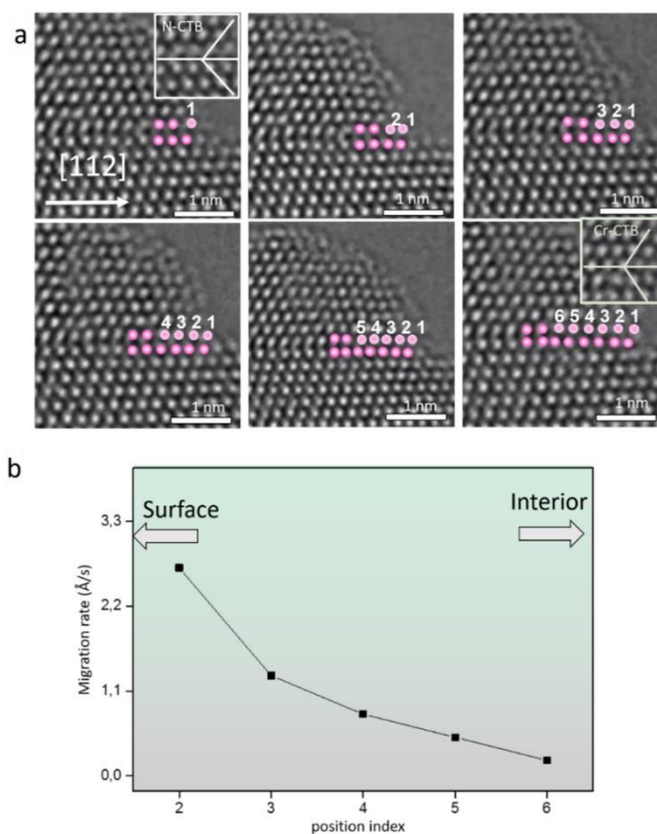 a
N-CTB
1
[112]
1 nm
2 1
1 nm
3 2 1
1 nm
4 3 2 1
1 nm
5 4 3 2 1
1 nm
Cr-CTB
6 5 4 3 2 1
1 nm
b
Surface
Interior
Migration rate (Å/s)
3,3
2,2
1,1
0,0
2 3 4 5 6
position index